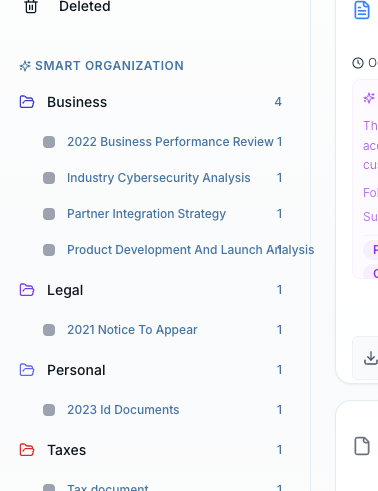 Deleted
SMART ORGANIZATION
Business 4
2022 Business Performance Review 1
Industry Cybersecurity Analysis 1
Partner Integration Strategy 1
Product Development And Launch Analysis 1
Legal 1
2021 Notice To Appear 1
Personal 1
2023 Id Documents 1
Taxes 1
Tax document 1
Th
acc
cu
Fo
Su